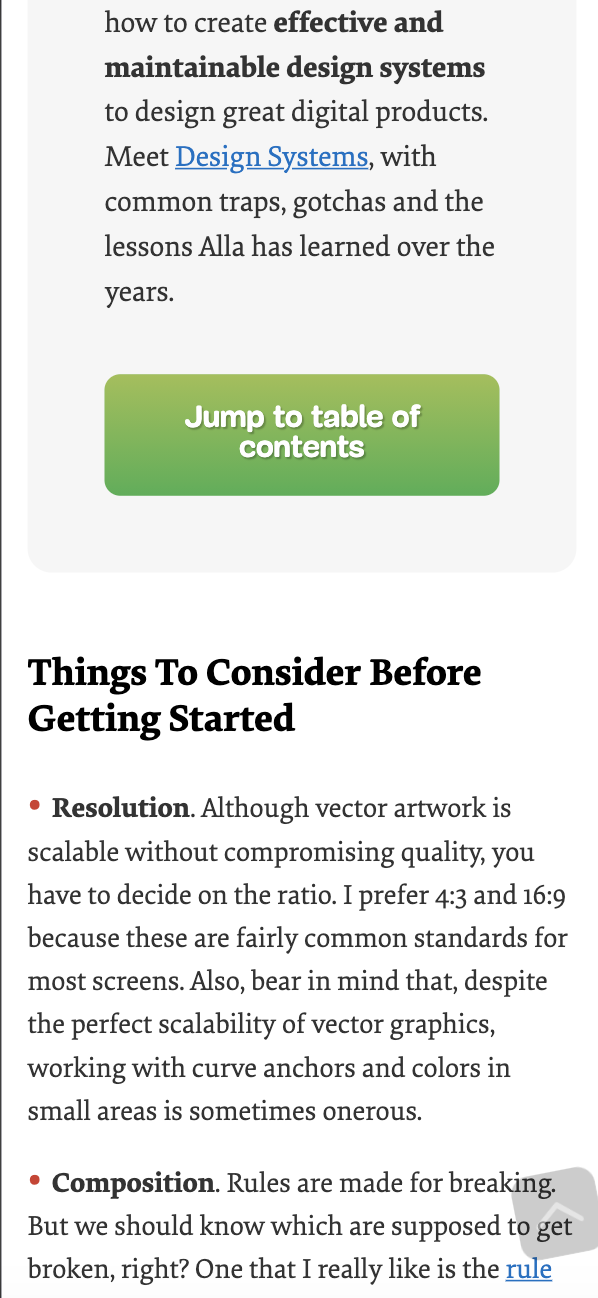 how to create effective and
maintainable design systems
to design great digital products.
Meet Design Systems, with
common traps, gotchas and the
lessons Alla has learned over the
years.
Jump to table of
contents
Things To Consider Before
Getting Started
• Resolution. Although vector artwork is
scalable without compromising quality, you
have to decide on the ratio. I prefer 4:3 and 16:9
because these are fairly common standards for
most screens. Also, bear in mind that, despite
the perfect scalability of vector graphics,
working with curve anchors and colors in
small areas is sometimes onerous.
• Composition. Rules are made for breaking.
But we should know which are supposed to get
broken, right? One that I really like is the rule